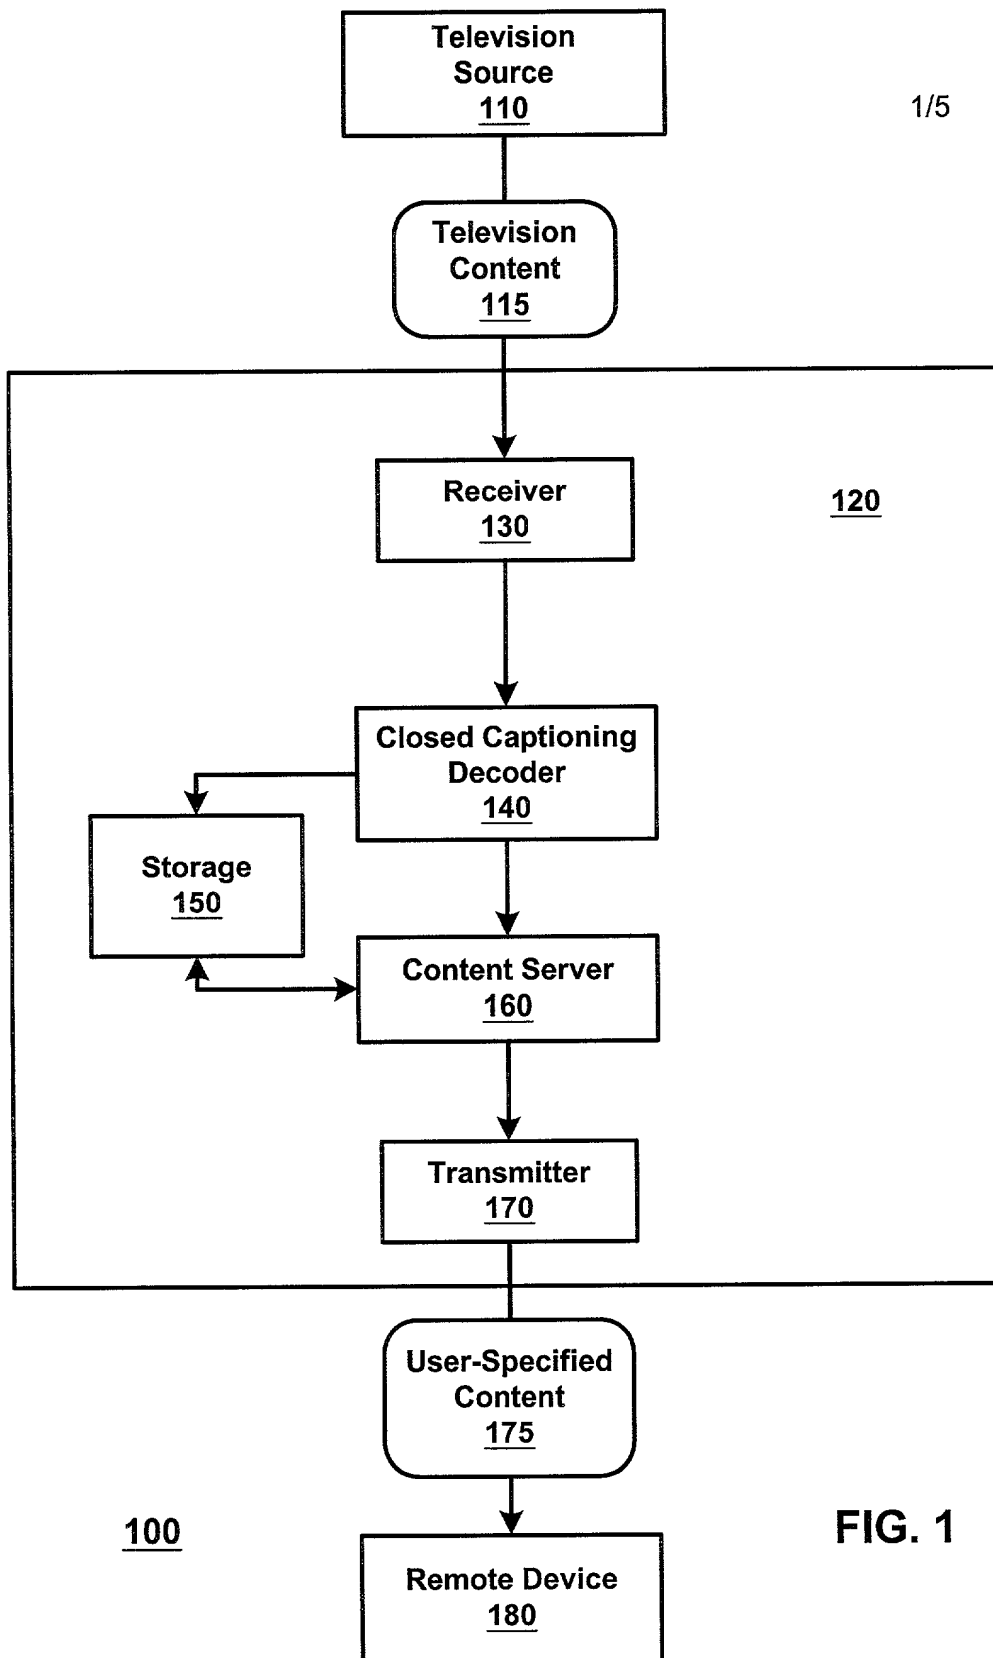 Television
Source
110
1/5
Television
Content
115
Receiver
130
120
Closed Captioning
Decoder
140
Storage
150
Content Server
160
Transmitter
170
User-Specified
Content
175
100
FIG. 1
Remote Device
180